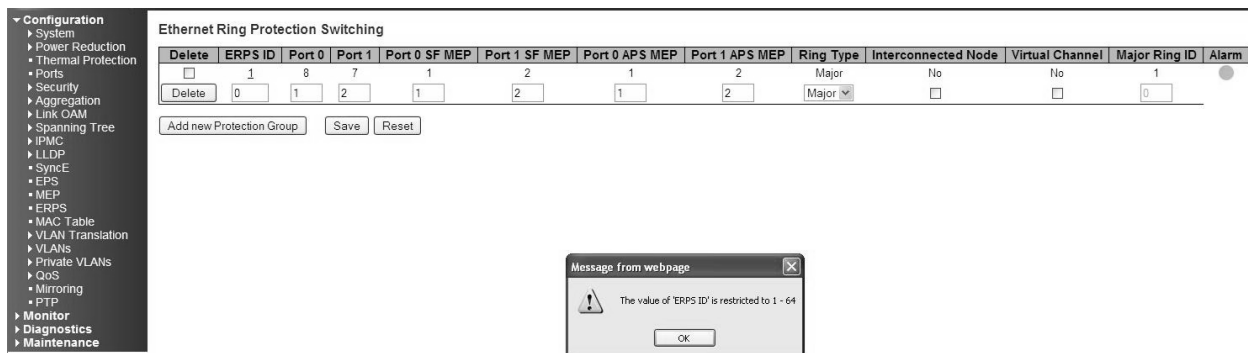 Configuration
System
Power Reduction
Thermal Protection
Ports
Security
Aggregation
Link OAM
Spanning Tree
IPMC
LLDP
SyncE
EPS
MEP
ERPS
MAC Table
VLAN Translation
VLANs
Private VLANs
QoS
Mirroring
PTP
Monitor
Diagnostics
Maintenance
Ethernet Ring Protection Switching
Delete ERPS ID Port 0 Port 1 Port 0 SF MEP Port 1 SF MEP Port 0 APS MEP Port 1 APS MEP Ring Type Interconnected Node Virtual Channel Major Ring ID Alarm
1 8 7 1 2 1 2 Major No No 1
Delete 0 1 2 1 2 1 2 Major 0
Add new Protection Group Save Reset
Message from webpage
The value of 'ERPS ID' is restricted to 1 - 64
OK